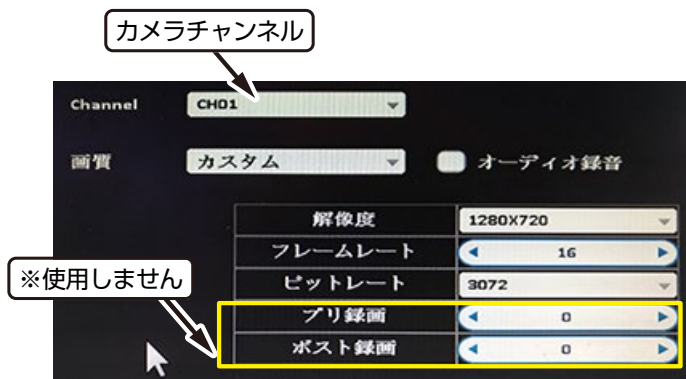 カメラチャンネル
Channel CH01
画質 カスタム オーディオ録音
解像度 1280X720
フレームレート 16
※使用しません
ビットレート 3072
プリ録画 0
ポスト録画 0